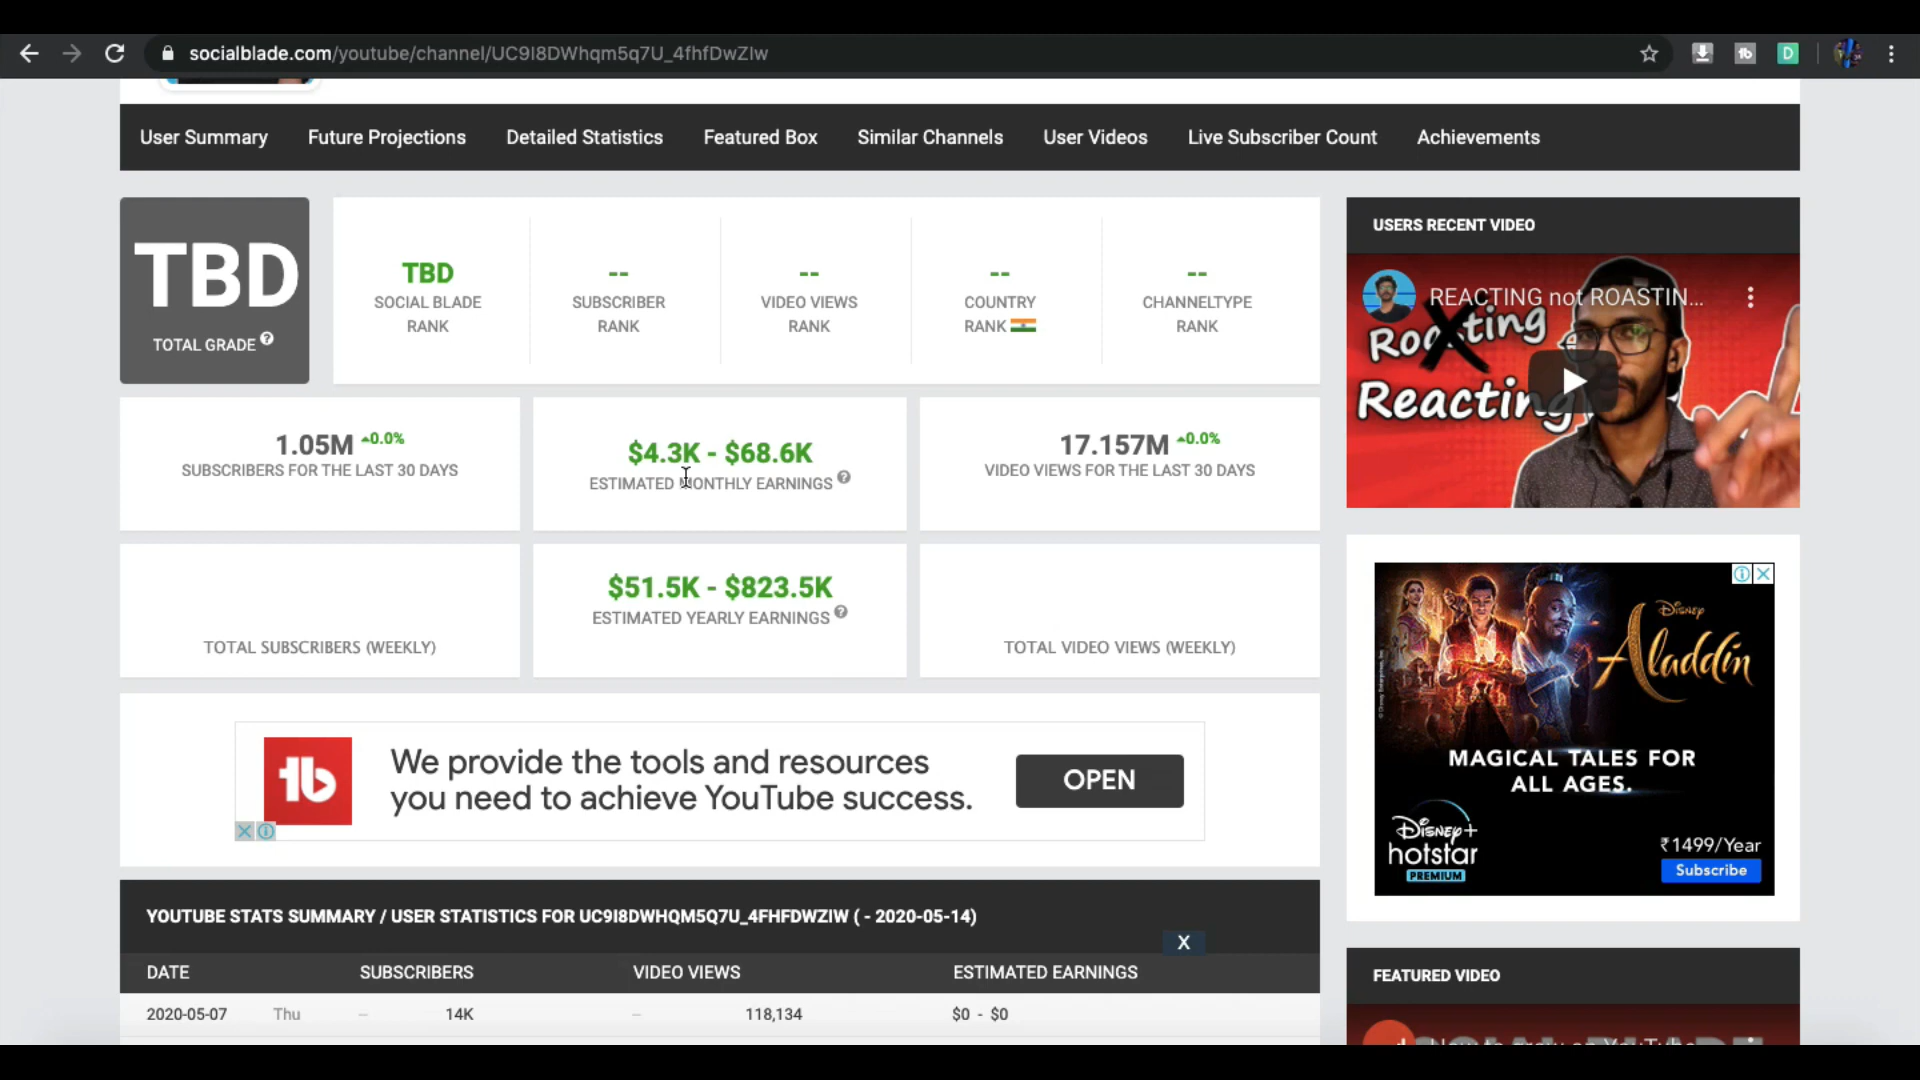 socialblade.com/youtube/channel/UC9I8DWhqm5q7U_4fhfDwZIw
User Summary Future Projections Detailed Statistics Featured Box Similar Channels User Videos Live Subscriber Count Achievements
TBD
TOTAL GRADE
TBD
SOCIAL BLADE
RANK
--
SUBSCRIBER
RANK
--
VIDEO VIEWS
RANK
--
COUNTRY
RANK
--
CHANNELTYPE
RANK
1.05M 0.0%
SUBSCRIBERS FOR THE LAST 30 DAYS
$4.3K - $68.6K
ESTIMATED MONTHLY EARNINGS
17.157M 0.0%
VIDEO VIEWS FOR THE LAST 30 DAYS
TOTAL SUBSCRIBERS (WEEKLY)
$51.5K - $823.5K
ESTIMATED YEARLY EARNINGS
TOTAL VIDEO VIEWS (WEEKLY)
tb
We provide the tools and resources
you need to achieve YouTube success.
OPEN
YOUTUBE STATS SUMMARY / USER STATISTICS FOR UC9I8DWHQM5Q7U_4FHFDWZIW ( - 2020-05-14)
X
DATE SUBSCRIBERS VIDEO VIEWS ESTIMATED EARNINGS
2020-05-07 Thu -- 14K -- 118,134 $0 - $0
USERS RECENT VIDEO
REACTING not ROASTIN...
Roasting
Reacting
Disney
Aladdin
MAGICAL TALES FOR
ALL AGES.
Disney+
hotstar
PREMIUM
₹1499/Year
Subscribe
FEATURED VIDEO